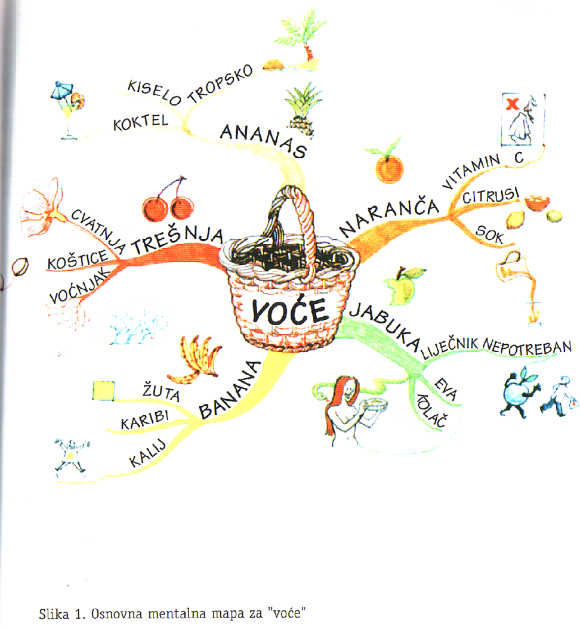 KISELO
TROPSKO
KOKTEL
ANANAS
VITAMIN C
CITRUSI
SOK
NARANČA
CVATNJA
KOŠTICE
VOĆNJAK
TREŠNJA
VOĆE
JABUKA
LIJEČNIK NEPOTREBAN
EVA
KOLAČ
BANANA
ŽUTA
KARIBI
KALIJ
Slika 1. Osnovna mentalna mapa za "voće"